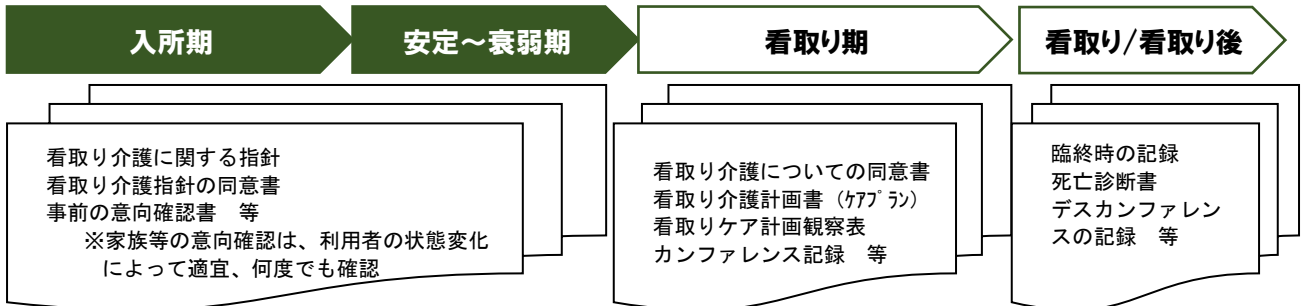 入所期
安定～衰弱期
看取り期
看取り/看取り後
看取り介護に関する指針
看取り介護指針の同意書
事前の意向確認書　等
※家族等の意向確認は、利用者の状態変化
によって適宜、何度でも確認
看取り介護についての同意書
看取り介護計画書（ｹｱﾌﾟﾗﾝ）
看取りケア計画観察表
カンファレンス記録　等
臨終時の記録
死亡診断書
デスカンファレン
スの記録　等